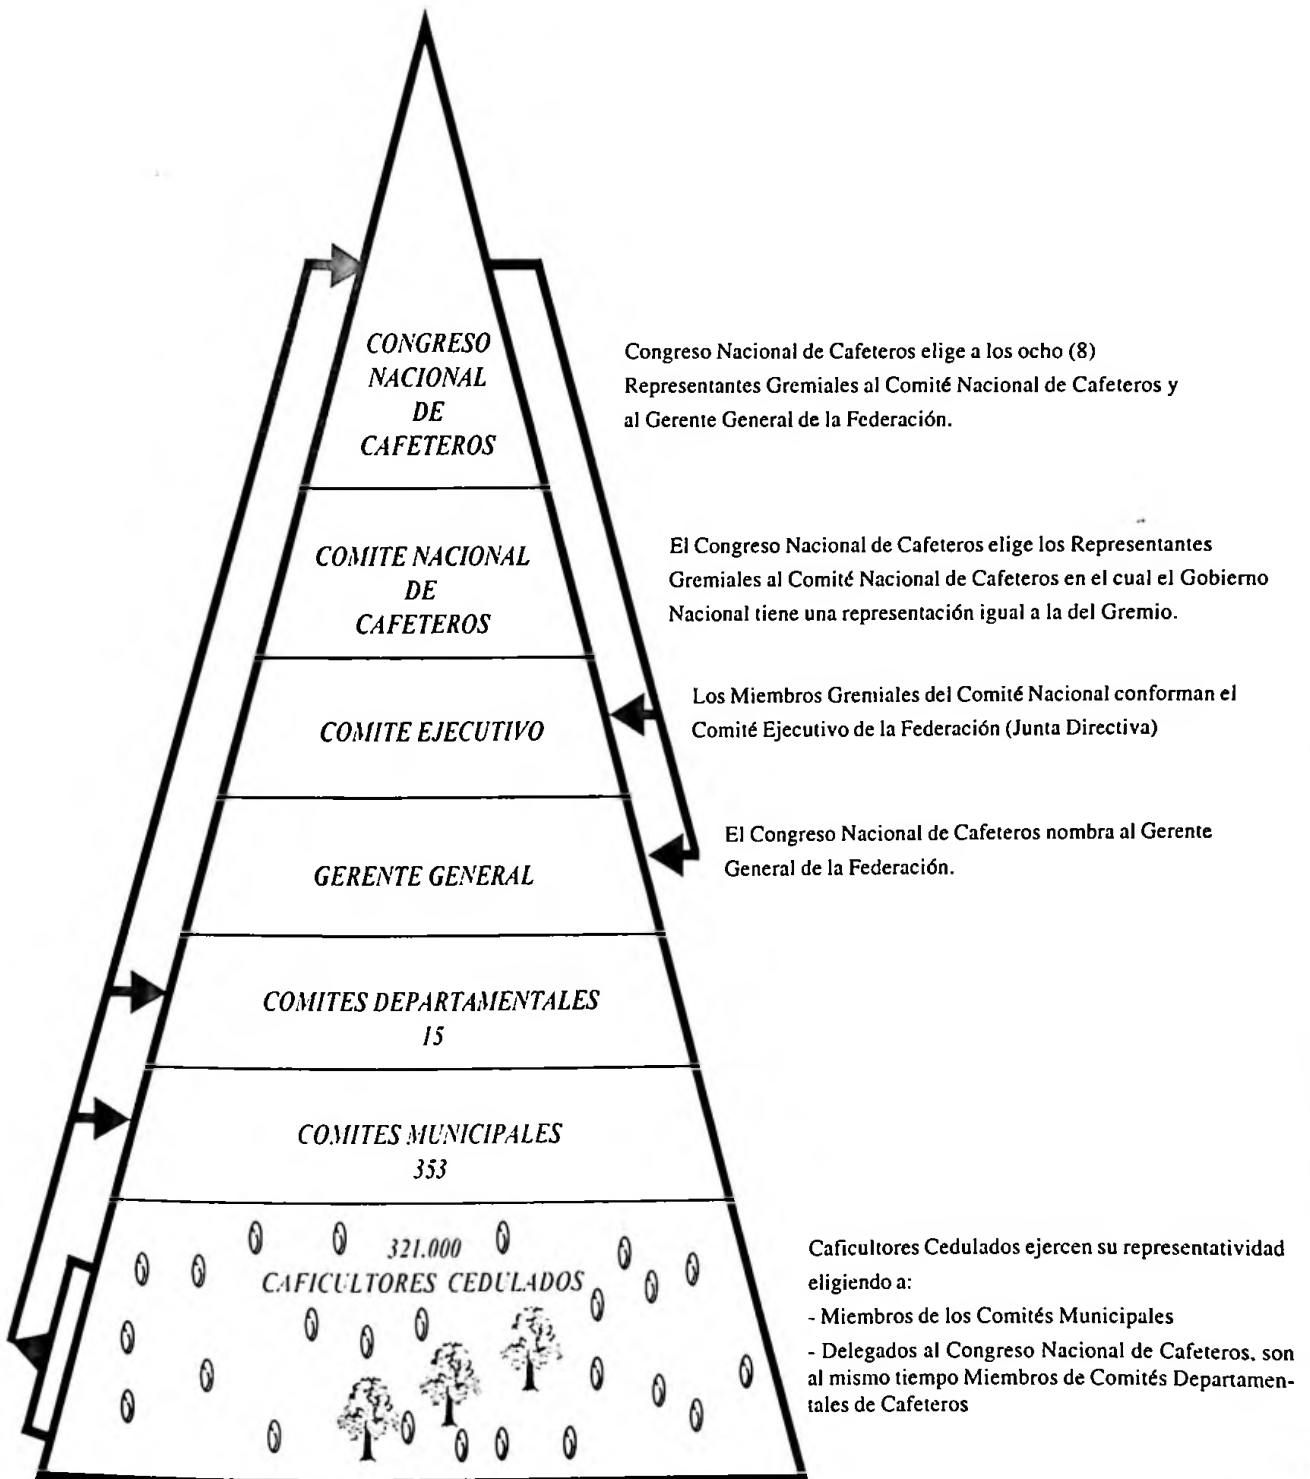 CONGRESO
NACIONAL
DE
CAFETEROS
Congreso Nacional de Cafeteros elige a los ocho (8)
Representantes Gremiales al Comité Nacional de Cafeteros y
al Gerente General de la Federación.
COMITE NACIONAL
DE
CAFETEROS
El Congreso Nacional de Cafeteros elige los Representantes
Gremiales al Comité Nacional de Cafeteros en el cual el Gobierno
Nacional tiene una representación igual a la del Gremio.
COMITE EJECUTIVO
Los Miembros Gremiales del Comité Nacional conforman el
Comité Ejecutivo de la Federación (Junta Directiva)
GERENTE GENERAL
El Congreso Nacional de Cafeteros nombra al Gerente
General de la Federación.
COMITES DEPARTAMENTALES
15
COMITES MUNICIPALES
353
321.000
CAFICULTORES CEDULADOS
Caficultores Cedulados ejercen su representatividad
eligiendo a:
- Miembros de los Comités Municipales
- Delegados al Congreso Nacional de Cafeteros, son
al mismo tiempo Miembros de Comités Departamen-
tales de Cafeteros